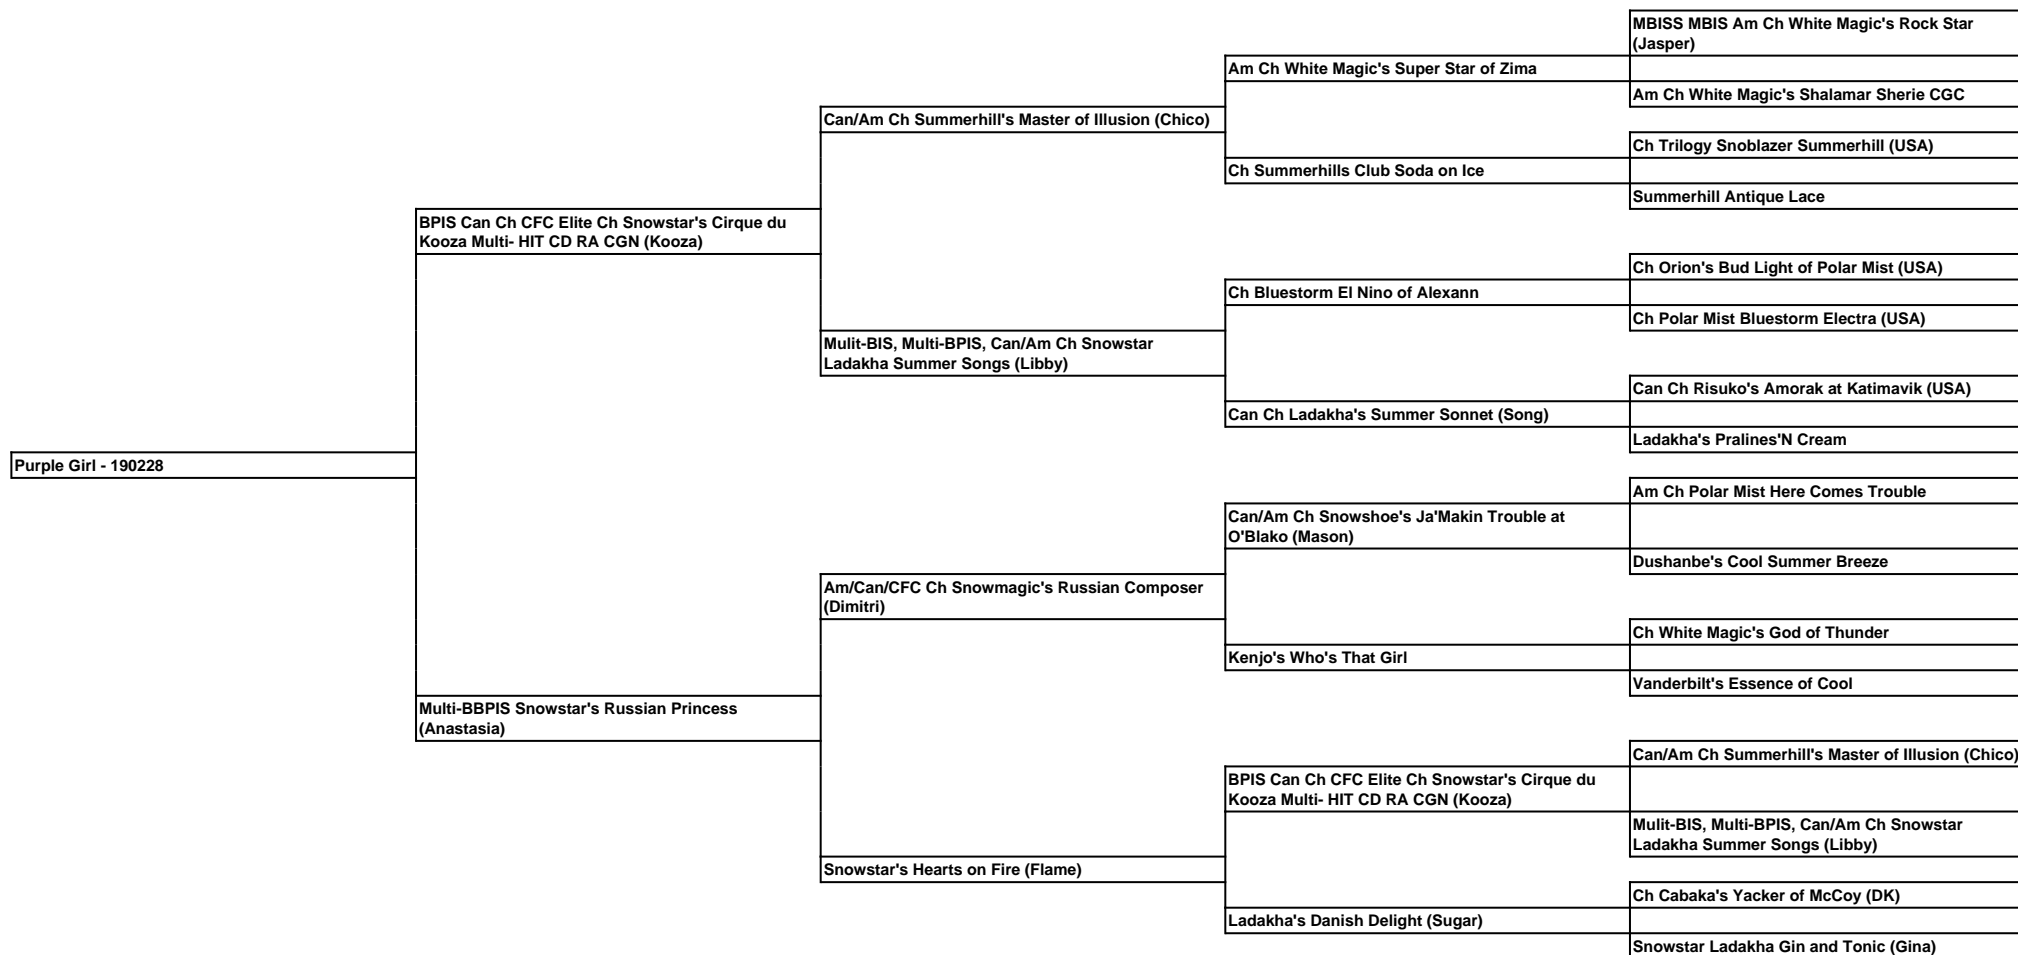 MBISS MBIS Am Ch White Magic's Rock Star
(Jasper)
Am Ch White Magic's Super Star of Zima
Am Ch White Magic's Shalamar Sherie CGC
Can/Am Ch Summerhill's Master of Illusion (Chico)
Ch Trilogy Snoblazer Summerhill (USA)
Ch Summerhills Club Soda on Ice
Summerhill Antique Lace
BPIS Can Ch CFC Elite Ch Snowstar's Cirque du
Kooza Multi- HIT CD RA CGN (Kooza)
Ch Orion's Bud Light of Polar Mist (USA)
Ch Bluestorm El Nino of Alexann
Ch Polar Mist Bluestorm Electra (USA)
Mulit-BIS, Multi-BPIS, Can/Am Ch Snowstar
Ladakha Summer Songs (Libby)
Can Ch Risuko's Amorak at Katimavik (USA)
Can Ch Ladakha's Summer Sonnet (Song)
Ladakha's Pralines'N Cream
Purple Girl - 190228
Am Ch Polar Mist Here Comes Trouble
Can/Am Ch Snowshoe's Ja'Makin Trouble at
O'Blako (Mason)
Dushanbe's Cool Summer Breeze
Am/Can/CFC Ch Snowmagic's Russian Composer
(Dimitri)
Ch White Magic's God of Thunder
Kenjo's Who's That Girl
Vanderbilt's Essence of Cool
Multi-BBPIS Snowstar's Russian Princess
(Anastasia)
Can/Am Ch Summerhill's Master of Illusion (Chico)
BPIS Can Ch CFC Elite Ch Snowstar's Cirque du
Kooza Multi- HIT CD RA CGN (Kooza)
Mulit-BIS, Multi-BPIS, Can/Am Ch Snowstar
Ladakha Summer Songs (Libby)
Snowstar's Hearts on Fire (Flame)
Ch Cabaka's Yacker of McCoy (DK)
Ladakha's Danish Delight (Sugar)
Snowstar Ladakha Gin and Tonic (Gina)